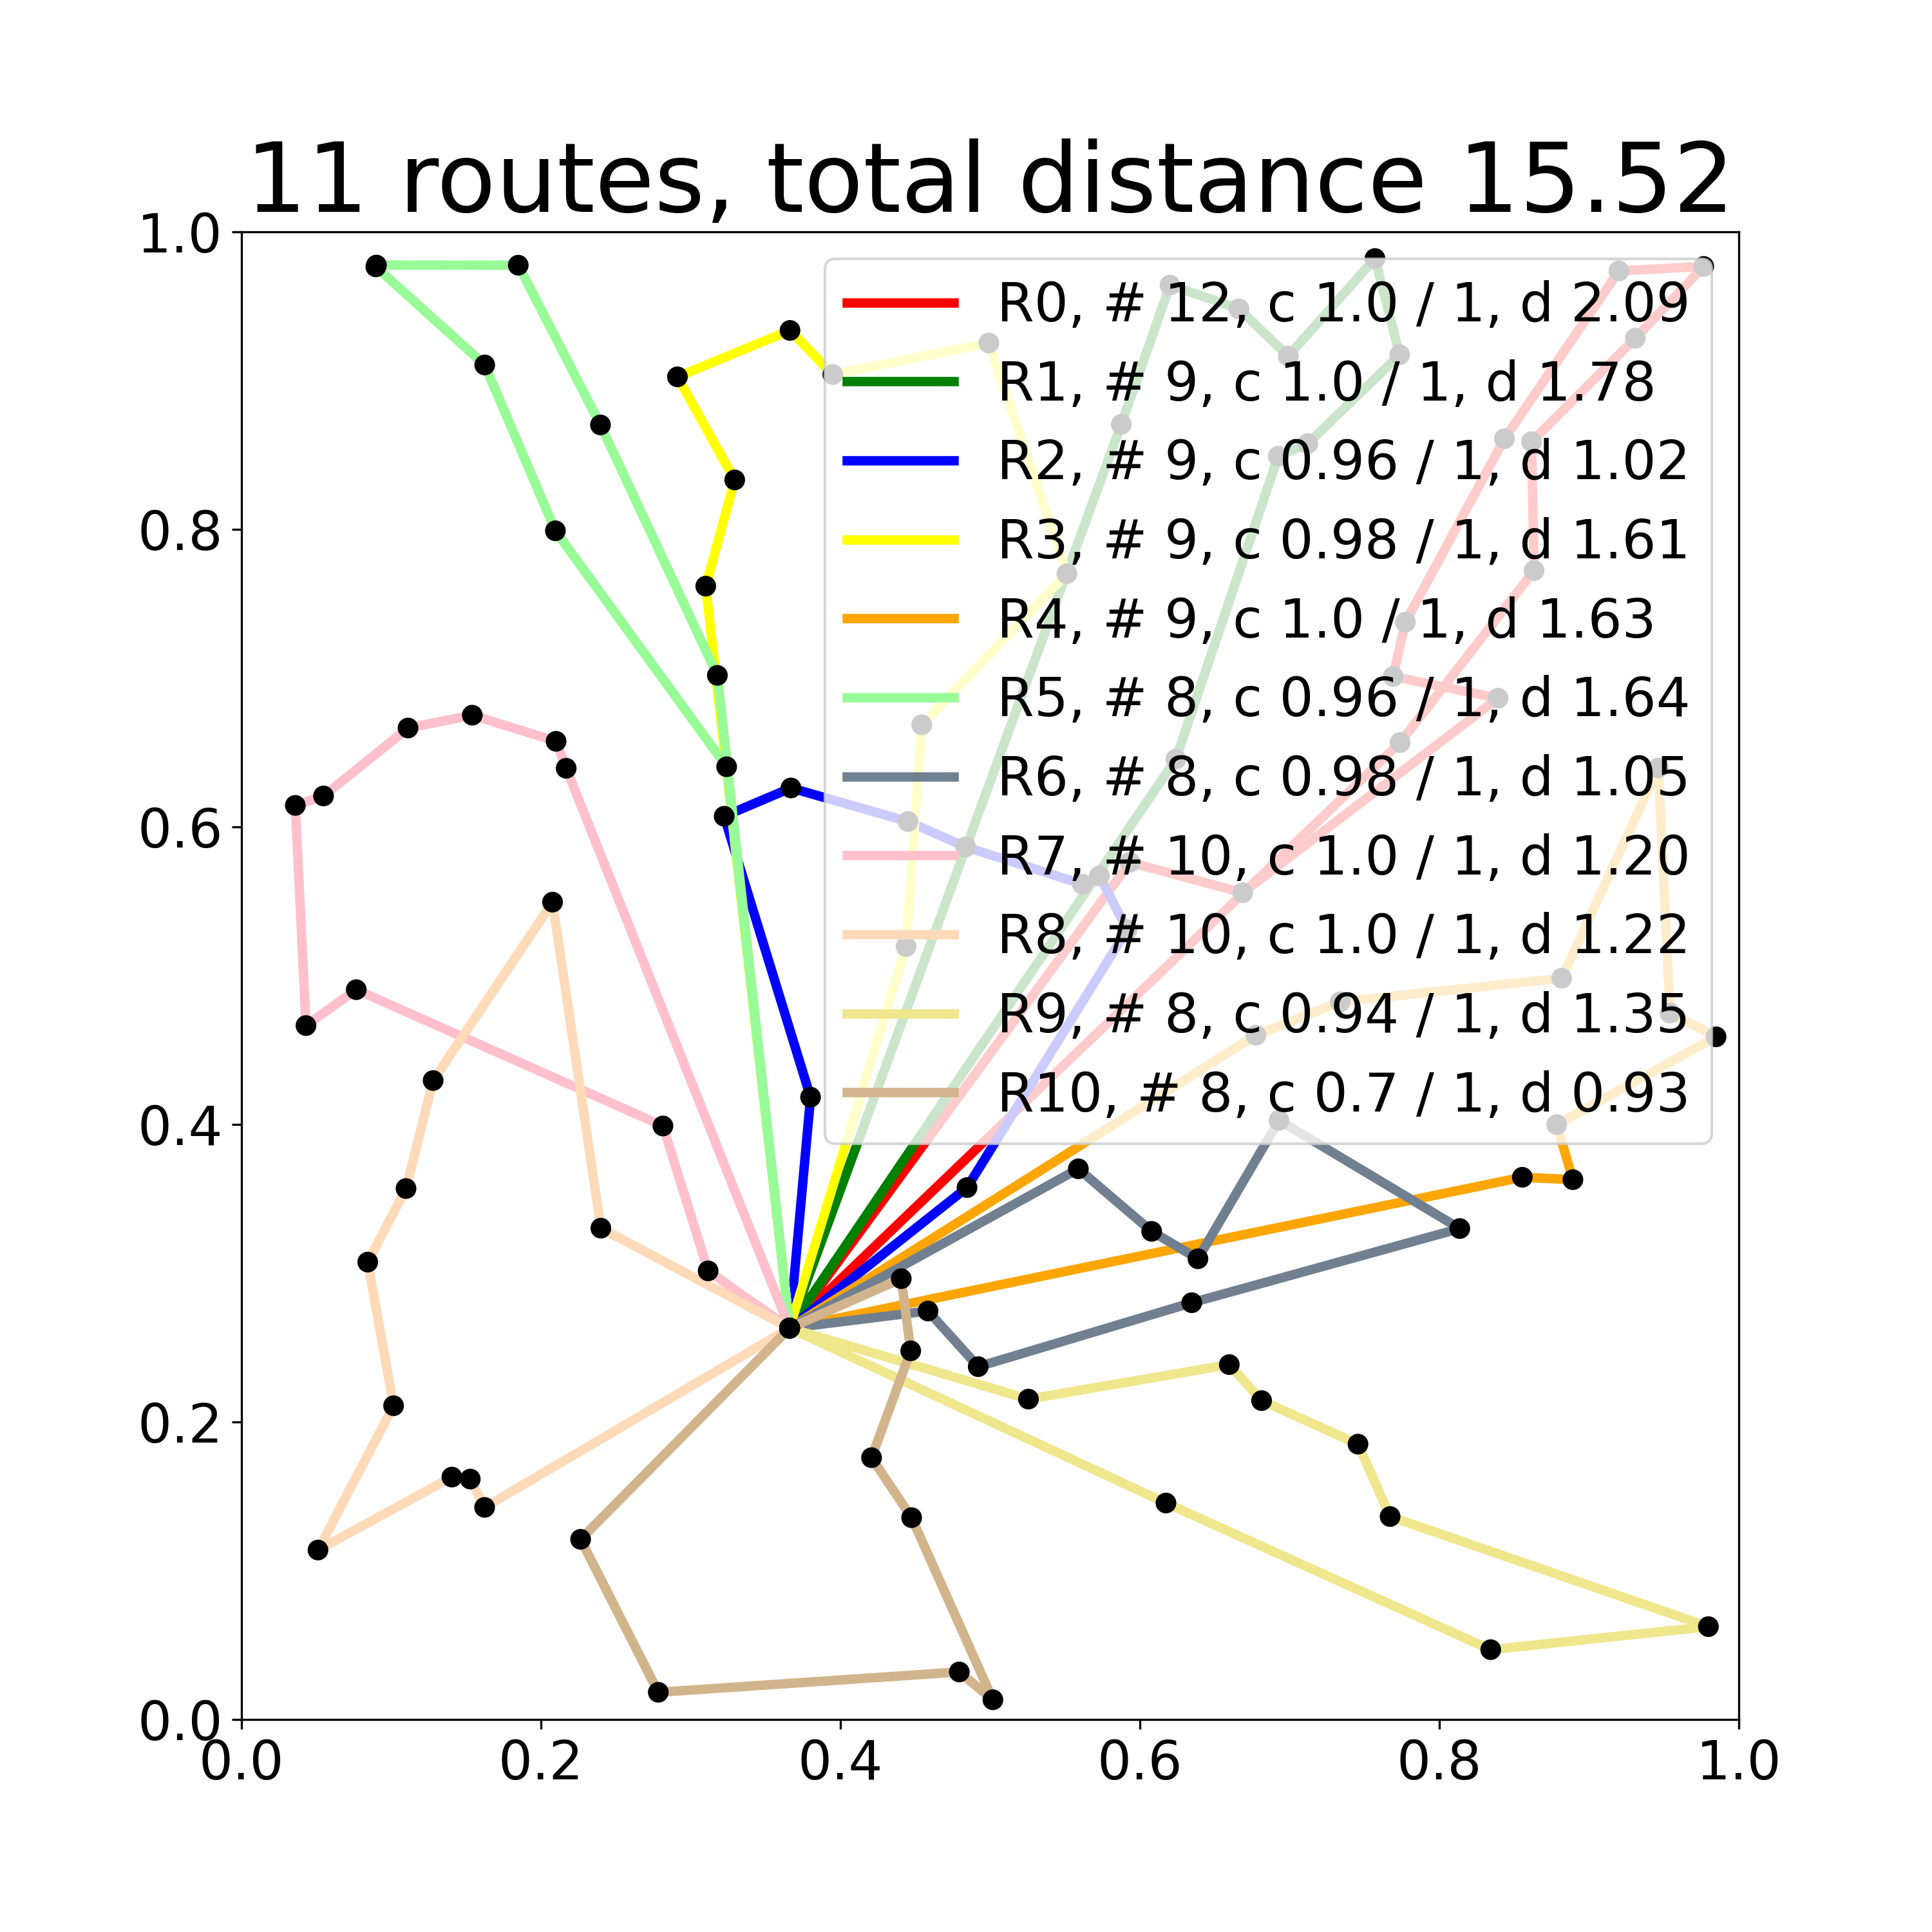 11 routes, total distance 15.52
1.0
0.8
0.6
0.4
0.2
0.0
R0, # 12, c 1.0 / 1, d 2.09
R1, # 9, c 1.0 / 1, d 1.78
R2, # 9, c 0.96 / 1, d 1.02
R3, # 9, c 0.98 / 1, d 1.61
R4, # 9, c 1.0 / 1, d 1.63
R5, # 8, c 0.96 / 1, d 1.64
R6, # 8, c 0.98 / 1, d 1.05
R7, # 10, c 1.0 / 1, d 1.20
R8, # 10, c 1.0 / 1, d 1.22
R9, # 8, c 0.94 / 1, d 1.35
R10, # 8, c 0.7 / 1, d 0.93
0.0 0.2 0.4 0.6 0.8 1.0